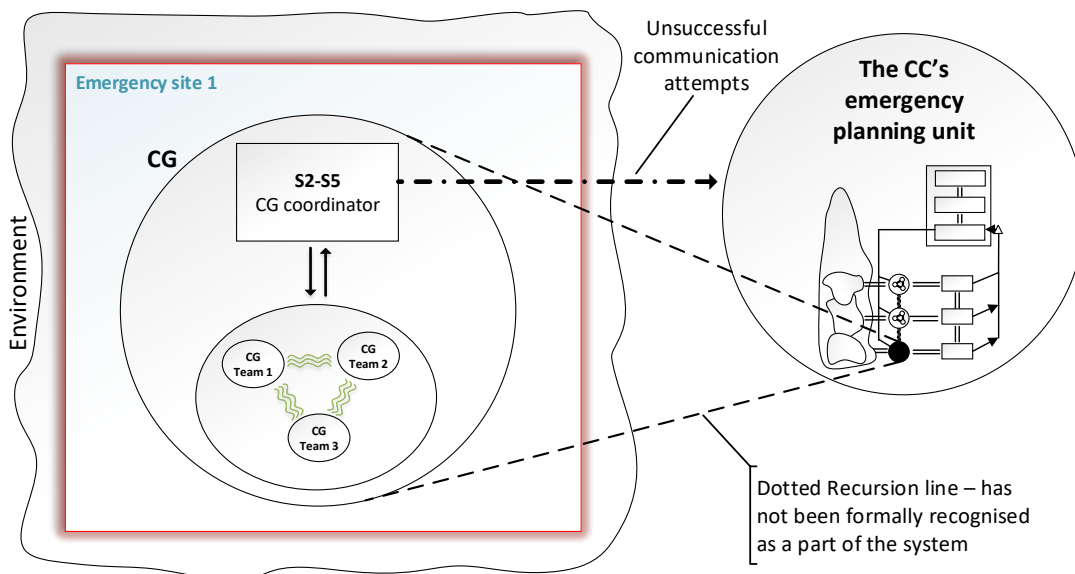 Unsuccessful
communication
attempts
The CC's
emergency
planning unit
Emergency site 1
CG
S2-S5
CG coordinator
Environment
CG
Team 1
CG
Team 2
CG
Team 3
Dotted Recursion line – has
not been formally recognised
as a part of the system